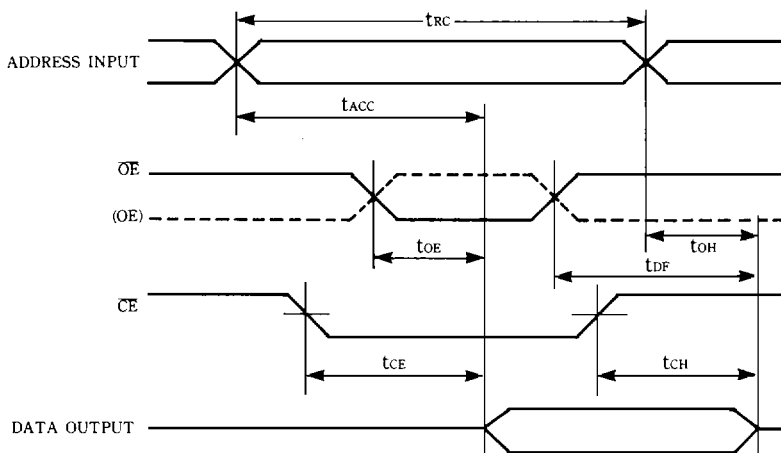 tRC
ADDRESS INPUT
tACC
OE
(OE)
tOE
tOH
tDF
CE
tCE
tCH
DATA OUTPUT